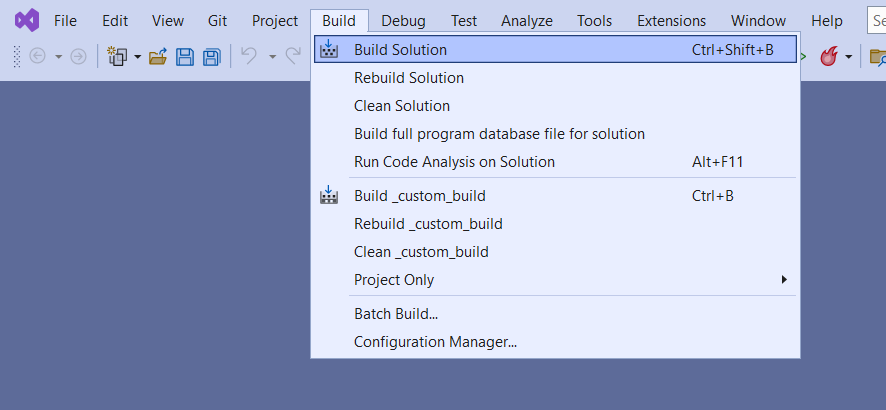 File Edit View Git Project Build Debug Test Analyze Tools Extensions Window Help Se
Build Solution Ctrl+Shift+B
Rebuild Solution
Clean Solution
Build full program database file for solution
Run Code Analysis on Solution Alt+F11
Build _custom_build Ctrl+B
Rebuild _custom_build
Clean _custom_build
Project Only
Batch Build...
Configuration Manager...